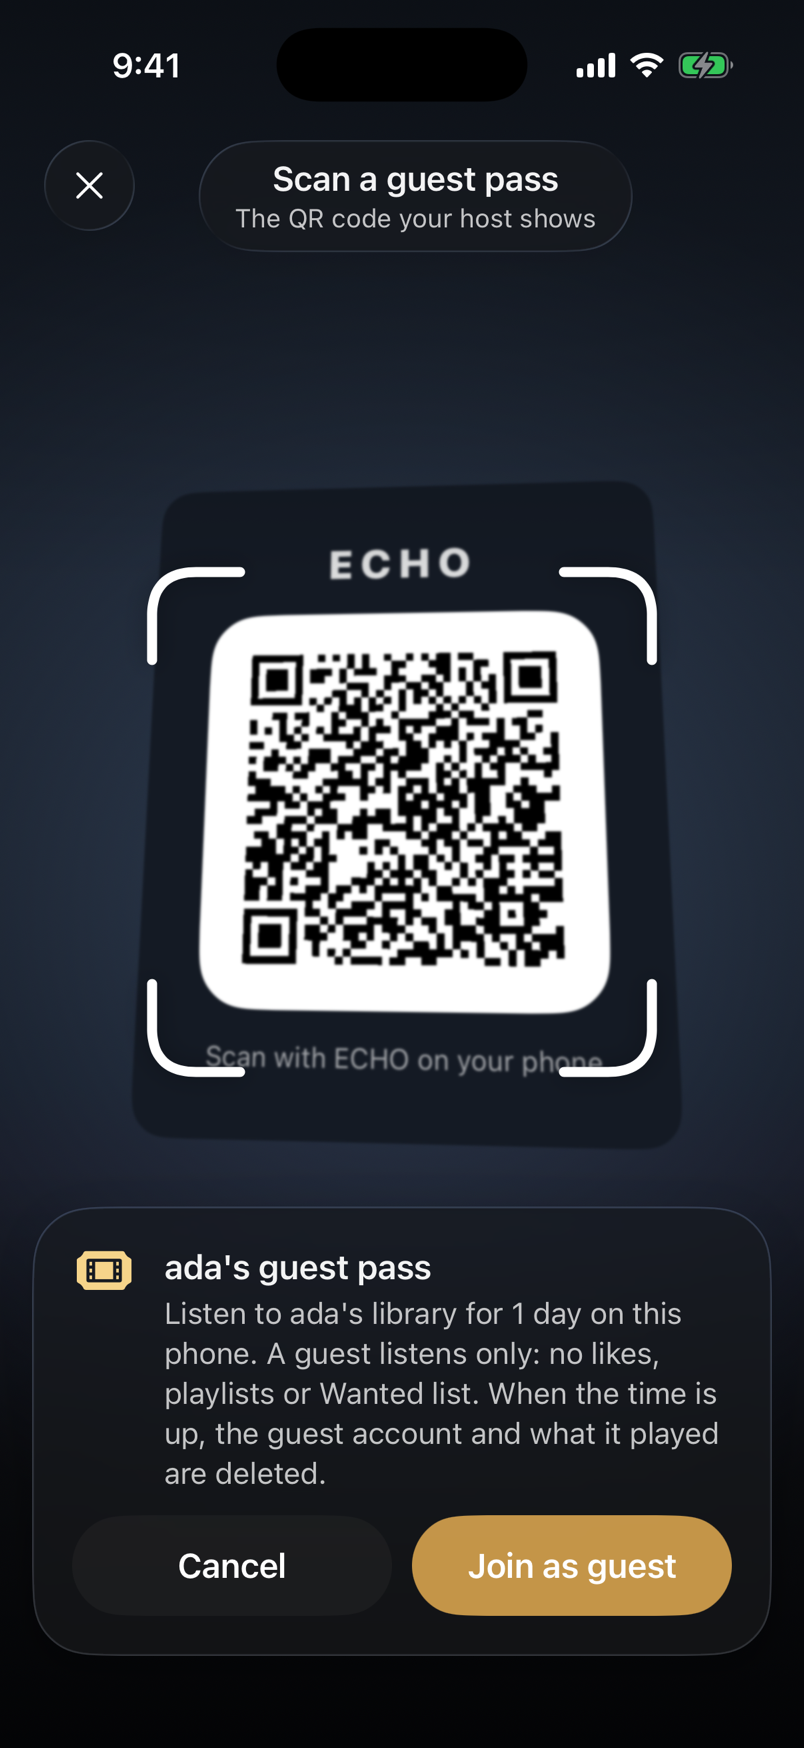 9:41
Scan a guest pass
The QR code your host shows
ECHO
Scan with ECHO on your phone
ada's guest pass
Listen to ada's library for 1 day on this
phone. A guest listens only: no likes,
playlists or Wanted list. When the time is
up, the guest account and what it played
are deleted.
Cancel
Join as guest